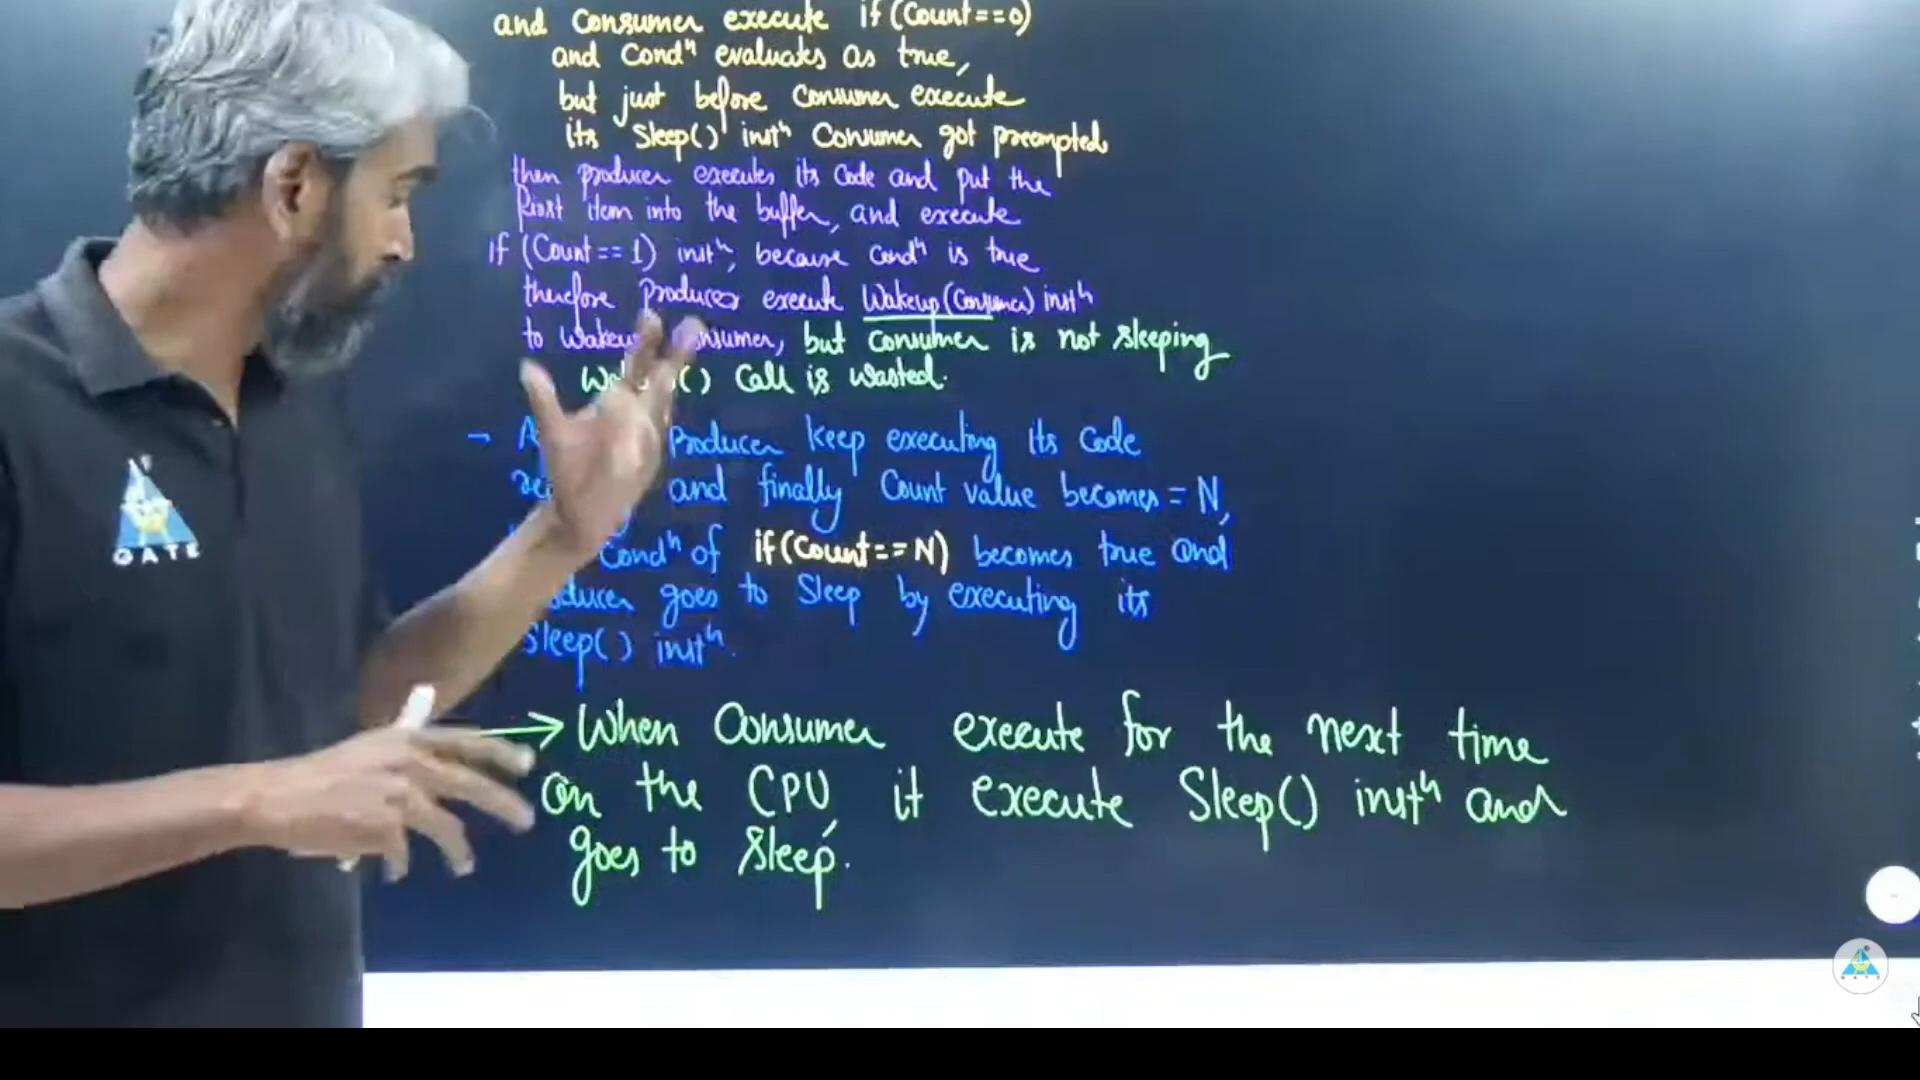 and Consumer execute if (Count==0)
and Condⁿ evaluates as true,
but just before Consumer execute
its Sleep() instⁿ Consumer got preempted
then producer executes its Code and put the
first item into the buffer, and execute
if (Count==1) instⁿ, because condⁿ is true
therefore producer execute Wakeup(Consumer) instⁿ
to Wakeup Consumer, but Consumer is not sleeping
Call is wasted.
→ Producer keep executing its Code
and finally Count value becomes = N,
Condⁿ of if(Count==N) becomes true and
Producer goes to Sleep by executing its
Sleep() instⁿ.
→ When Consumer execute for the next time
on the CPU, it execute Sleep() instⁿ and
goes to Sleep.
GATE